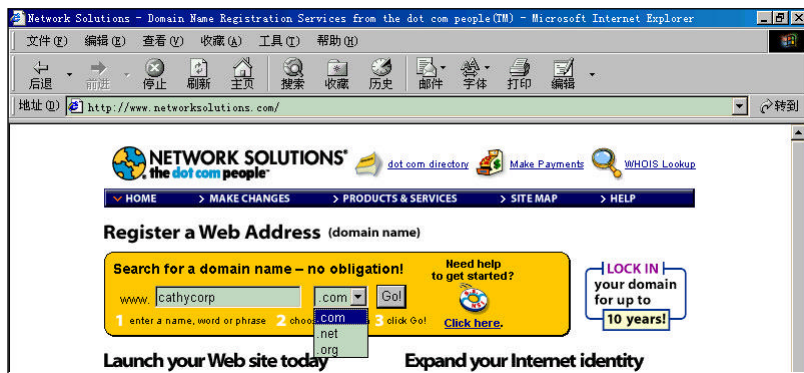 Network Solutions - Domain Name Registration Services from the dot com people(TM) - Microsoft Internet Explorer
文件(F) 编辑(E) 查看(V) 收藏(A) 工具(T) 帮助(H)
后退 前进 停止 刷新 主页 搜索 收藏 历史 邮件 字体 打印 编辑
地址(D) http://www.networksolutions.com/ 转到
NETWORK SOLUTIONS® dot com directory Make Payments WHOIS Lookup
the dot com people™
HOME > MAKE CHANGES > PRODUCTS & SERVICES > SITE MAP > HELP
Register a Web Address (domain name)
Search for a domain name – no obligation!
Need help
to get started?
www. cathycorp .com Go!
1 enter a name, word or phrase 2 3 click Go!
.com
.net
.org
Click here.
LOCK IN
your domain
for up to
10 years!
Launch your Web site today
Expand your Internet identity